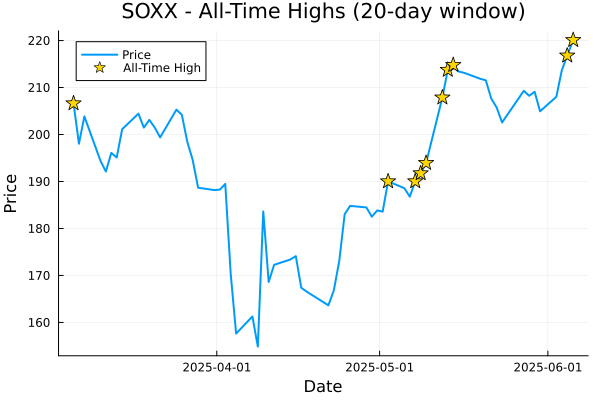 SOXX - All-Time Highs (20-day window)
Price
All-Time High
220
210
200
190
180
170
160
Price
2025-04-01
2025-05-01
2025-06-01
Date